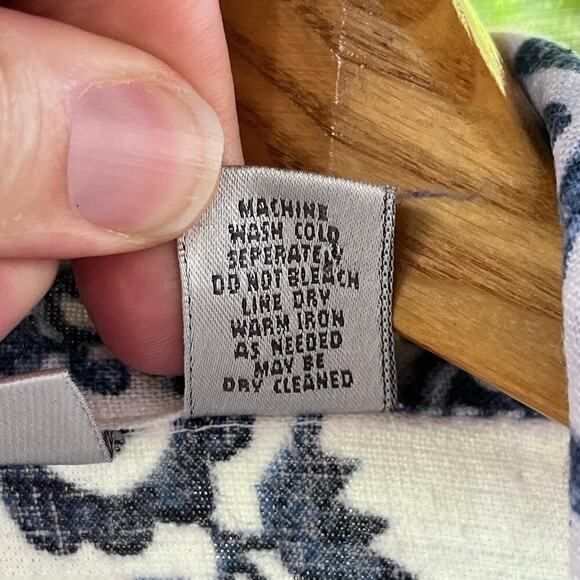 MACHINE
WASH COLD
SEPERATELY
DO NOT BLEACH
LINE DRY
WARM IRON
AS NEEDED
MAY BE
DRY CLEANED